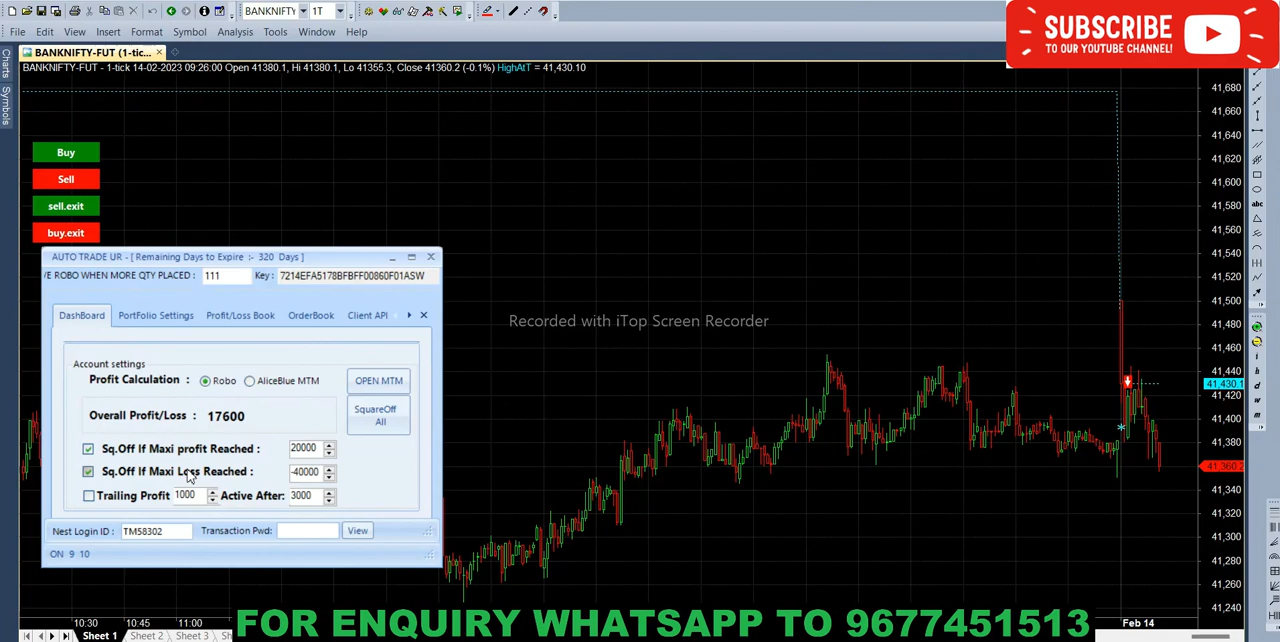 BANKNIFTY
1T
SUBSCRIBE
TO OUR YOUTUBE CHANNEL!
File Edit View Insert Format Symbol Analysis Tools Window Help
Charts
Symbols
BANKNIFTY-FUT (1-tic...
BANKNIFTY-FUT - 1-tick 14-02-2023 09:26:00 Open 41380.1, Hi 41380.1, Lo 41355.3, Close 41360.2 (-0.1%) HighAtT = 41,430.10
Buy
Sell
sell.exit
buy.exit
AUTO TRADE UR - [ Remaining Days to Expire :- 320 Days ]
/E ROBO WHEN MORE QTY PLACED : 111 Key : 7214EFA5178BFBFF00860F01ASW
DashBoard PortFolio Settings Profit/Loss Book OrderBook Client API
Account settings
Profit Calculation : Robo AliceBlue MTM OPEN MTM
Overall Profit/Loss : 17600
SquareOff
All
Sq.Off If Maxi profit Reached : 20000
Sq.Off If Maxi Loss Reached : -40000
Trailing Profit 1000 Active After: 3000
Nest Login ID : TM58302 Transaction Pwd: View
ON 9 10
Recorded with iTop Screen Recorder
41,680
41,660
41,640
41,620
41,600
41,580
41,560
41,540
41,520
41,500
41,480
41,460
41,440
41,430.1
41,420
41,400
41,380
41,360.2
41,340
41,320
41,300
41,280
41,260
41,240
abc
10:30 10:45 11:00
Feb 14
Sheet 1 Sheet 2 Sheet 3 Sh
FOR ENQUIRY WHATSAPP TO 9677451513